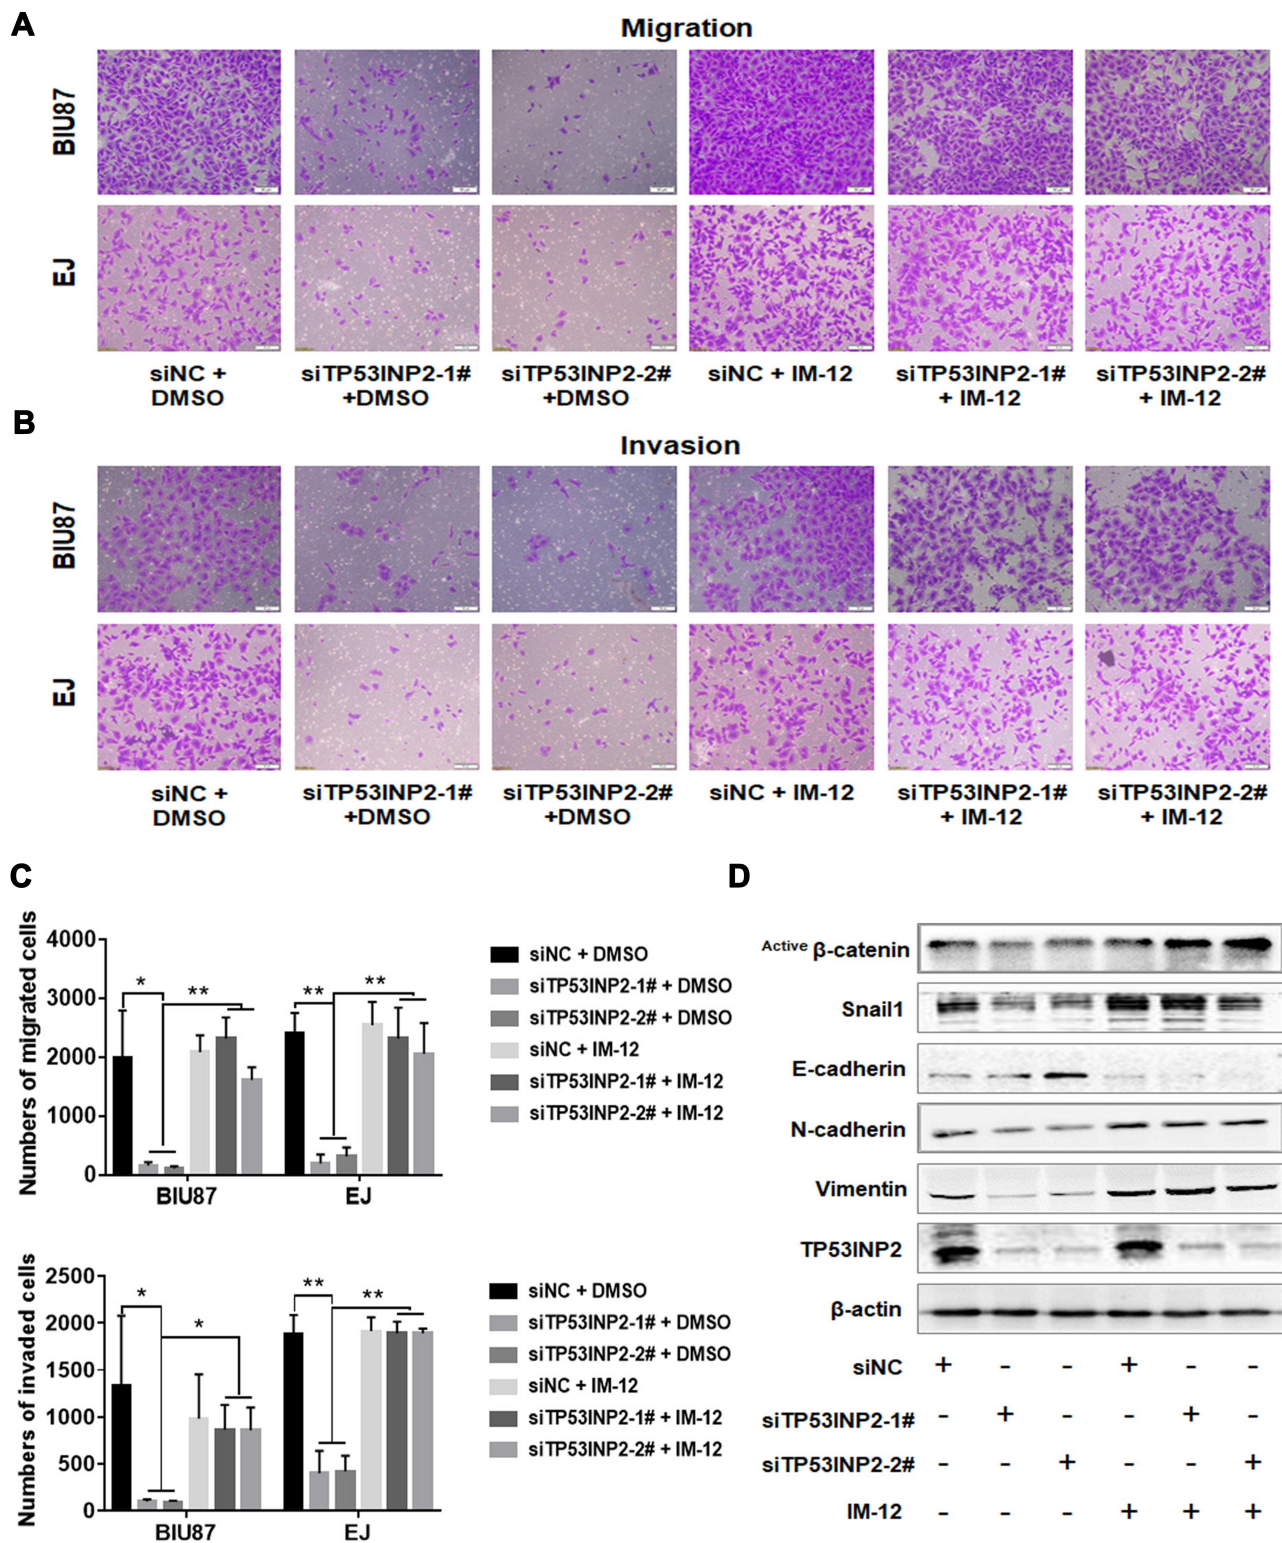 A
Migration
BIU87
EJ
siNC +
DMSO
siTP53INP2-1#
+DMSO
siTP53INP2-2#
+DMSO
siNC + IM-12
siTP53INP2-1#
+ IM-12
siTP53INP2-2#
+ IM-12
B
Invasion
BIU87
EJ
siNC +
DMSO
siTP53INP2-1#
+DMSO
siTP53INP2-2#
+DMSO
siNC + IM-12
siTP53INP2-1#
+ IM-12
siTP53INP2-2#
+ IM-12
C
Numbers of migrated cells
4000
3000
2000
1000
0
* ** ** **
BIU87 EJ
siNC + DMSO
siTP53INP2-1# + DMSO
siTP53INP2-2# + DMSO
siNC + IM-12
siTP53INP2-1# + IM-12
siTP53INP2-2# + IM-12
Numbers of invaded cells
2500
2000
1500
1000
500
0
* * ** **
BIU87 EJ
siNC + DMSO
siTP53INP2-1# + DMSO
siTP53INP2-2# + DMSO
siNC + IM-12
siTP53INP2-1# + IM-12
siTP53INP2-2# + IM-12
D
Active β-catenin
Snail1
E-cadherin
N-cadherin
Vimentin
TP53INP2
β-actin
siNC + - - + - -
siTP53INP2-1# - + - - + -
siTP53INP2-2# - - + - - +
IM-12 - - - + + +